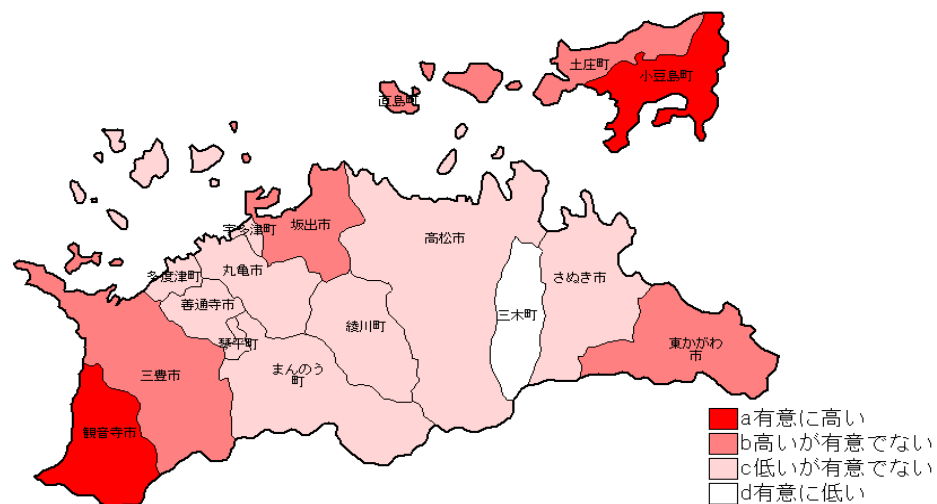 土庄町
小豆島町
直島町
宇多津町
坂出市
高松市
多度津町
丸亀市
さぬき市
善通寺市
綾川町
三木町
琴平町
まんのう
町
東かがわ
市
三豊市
観音寺市
a有意に高い
b高いが有意でない
c低いが有意でない
d有意に低い